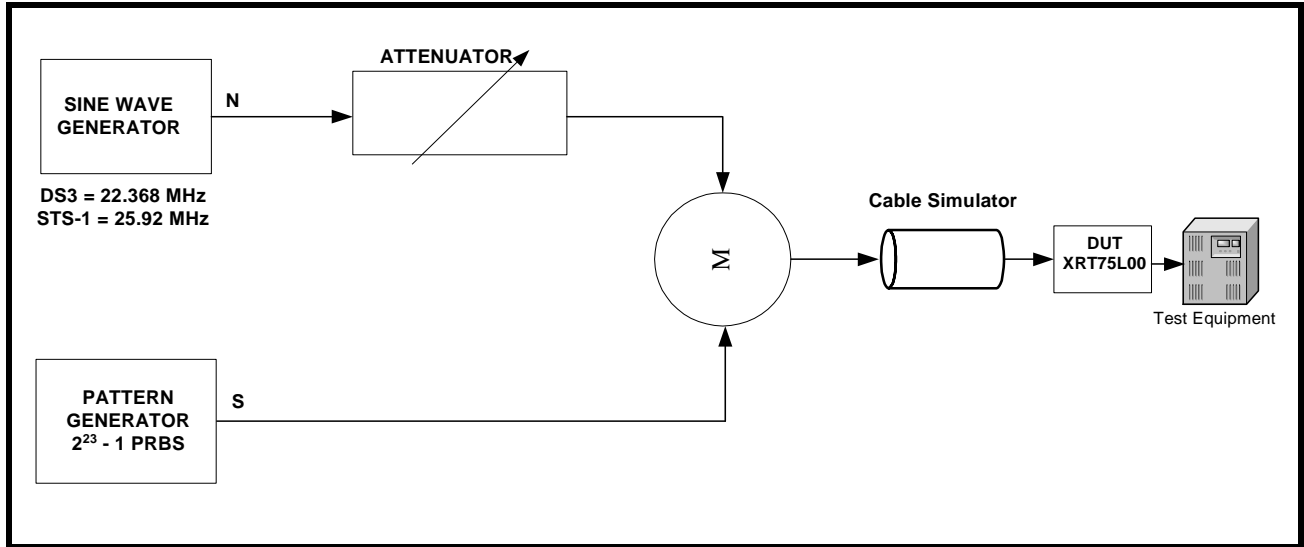 ATTENUATOR
SINE WAVE
GENERATOR
N
DS3 = 22.368 MHz
STS-1 = 25.92 MHz
M
Cable Simulator
DUT
XRT75L00
Test Equipment
PATTERN
GENERATOR
2²³ - 1 PRBS
S